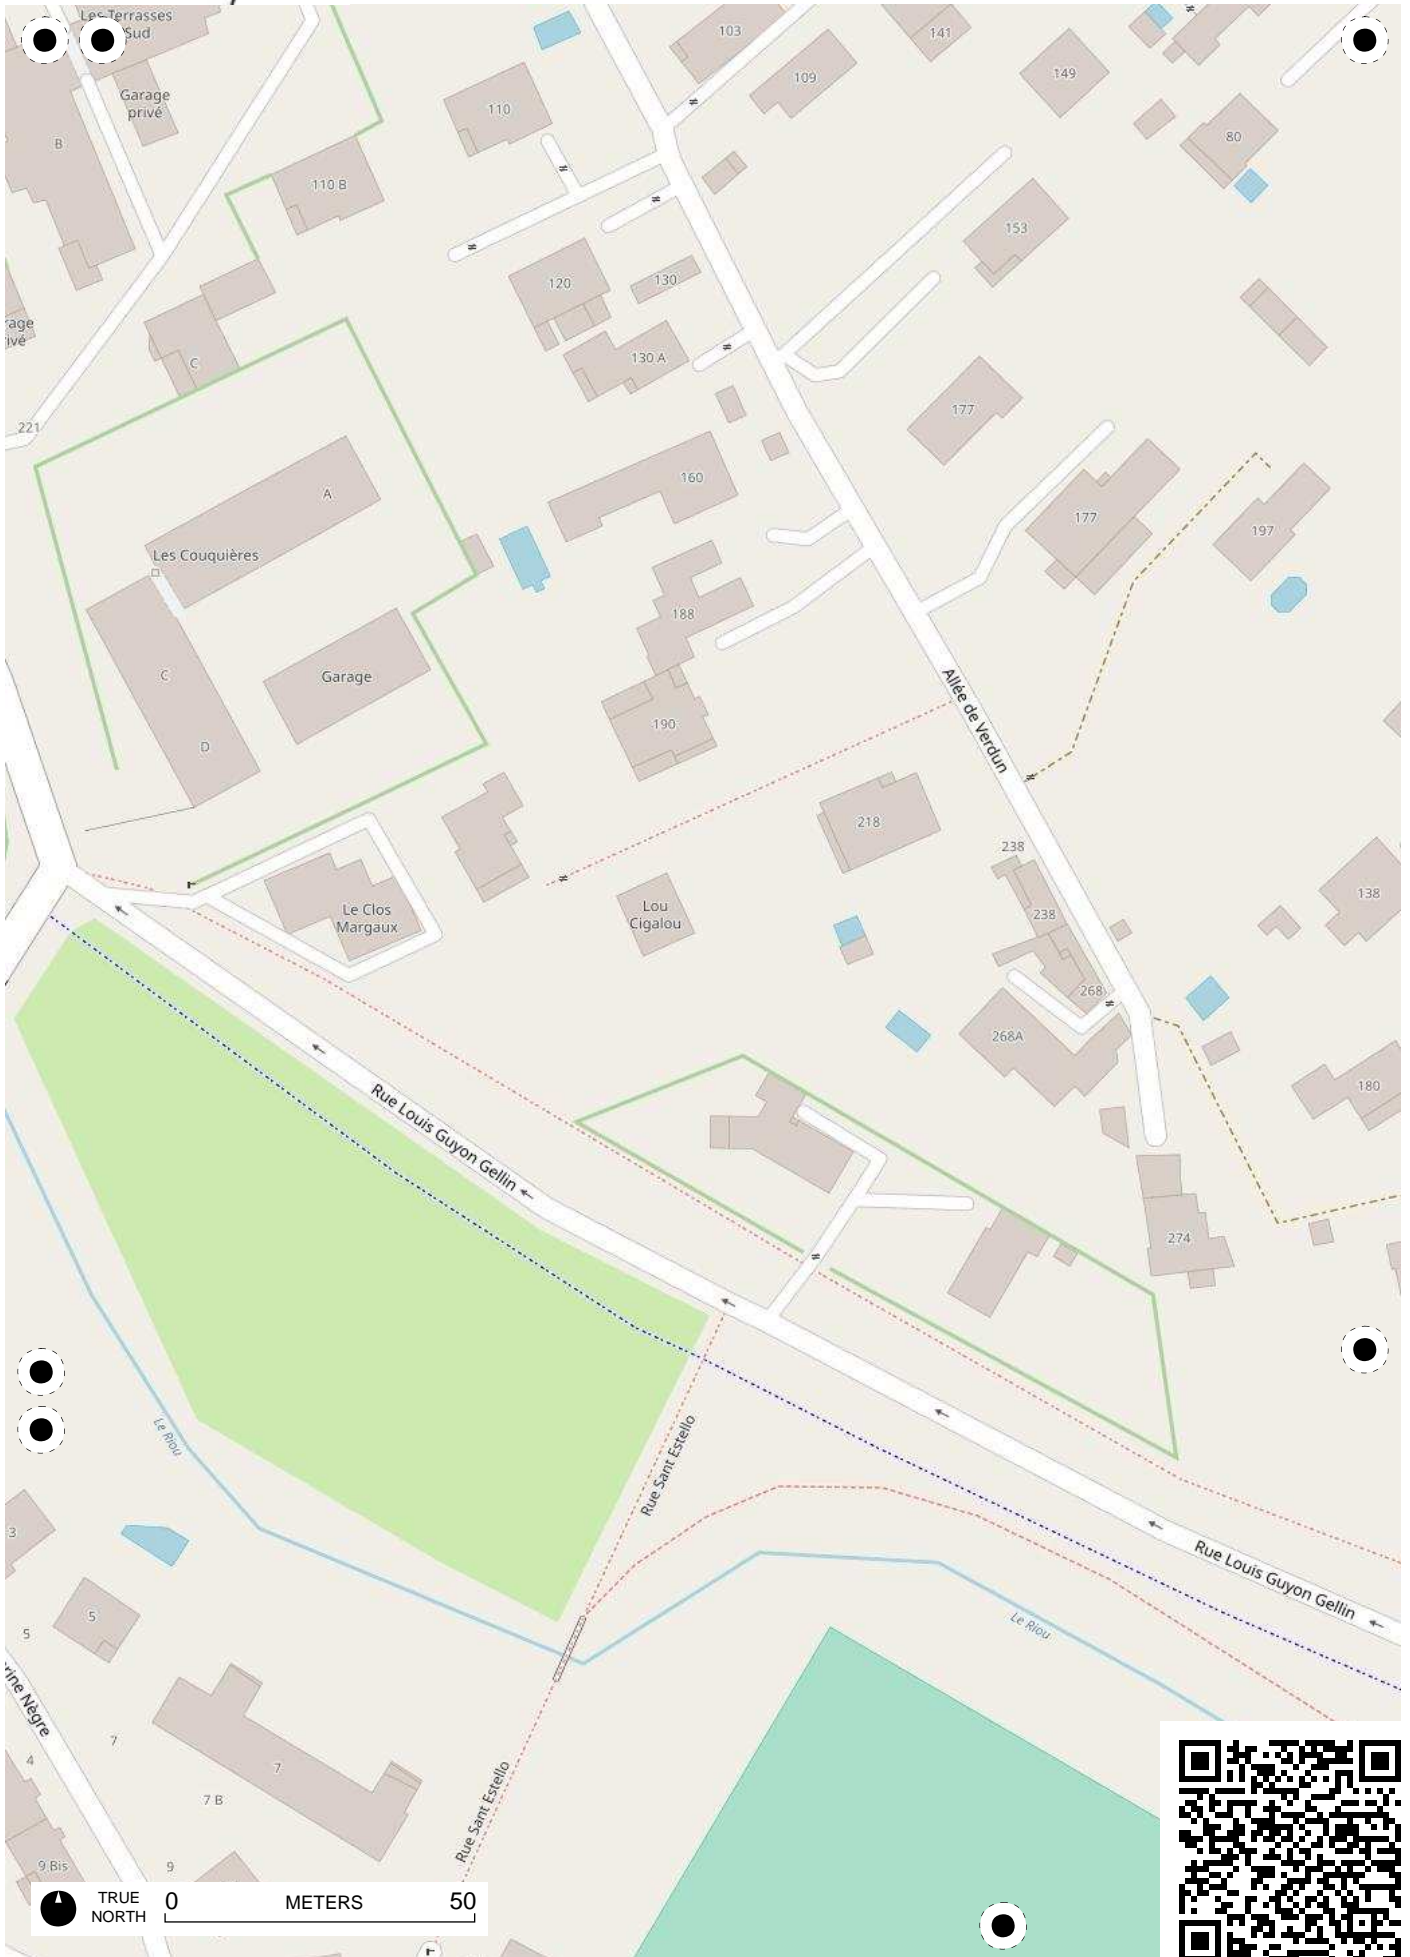 Les Terrasses
Sud
103
141
109
149
Garage
privé
110
80
B
110 B
153
120
130
130 A
C
177
221
160
A
177
197
Les Couquières
188
C
Garage
Allée de Verdun
190
D
218
238
138
Lou
Cigalou
Le Clos
Margaux
238
268
268A
180
Rue Louis Guyon Gellin
274
Le Riou
Rue Sant Estello
3
Rue Louis Guyon Gellin
5
Le Riou
5
rine Nègre
7
4
7
7 B
Rue Sant Estello
9 Bis
9
TRUE
NORTH
0 METERS 50